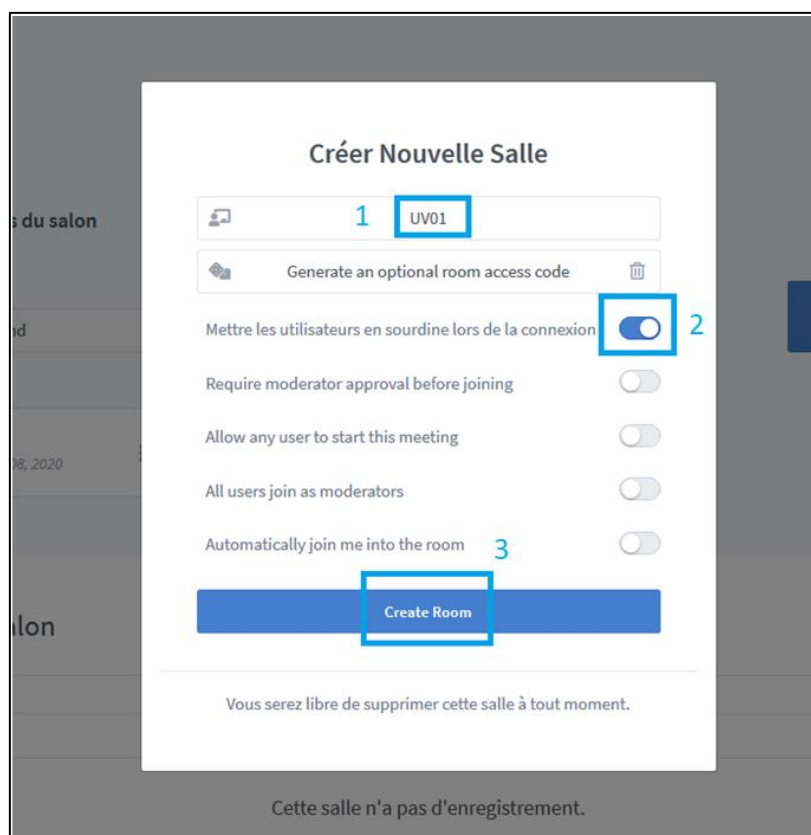 Créer Nouvelle Salle
s du salon
1 UV01
Generate an optional room access code
nd
Mettre les utilisateurs en sourdine lors de la connexion 2
Require moderator approval before joining
Allow any user to start this meeting
08, 2020
All users join as moderators
Automatically join me into the room 3
Create Room
lon
Vous serez libre de supprimer cette salle à tout moment.
Cette salle n'a pas d'enregistrement.